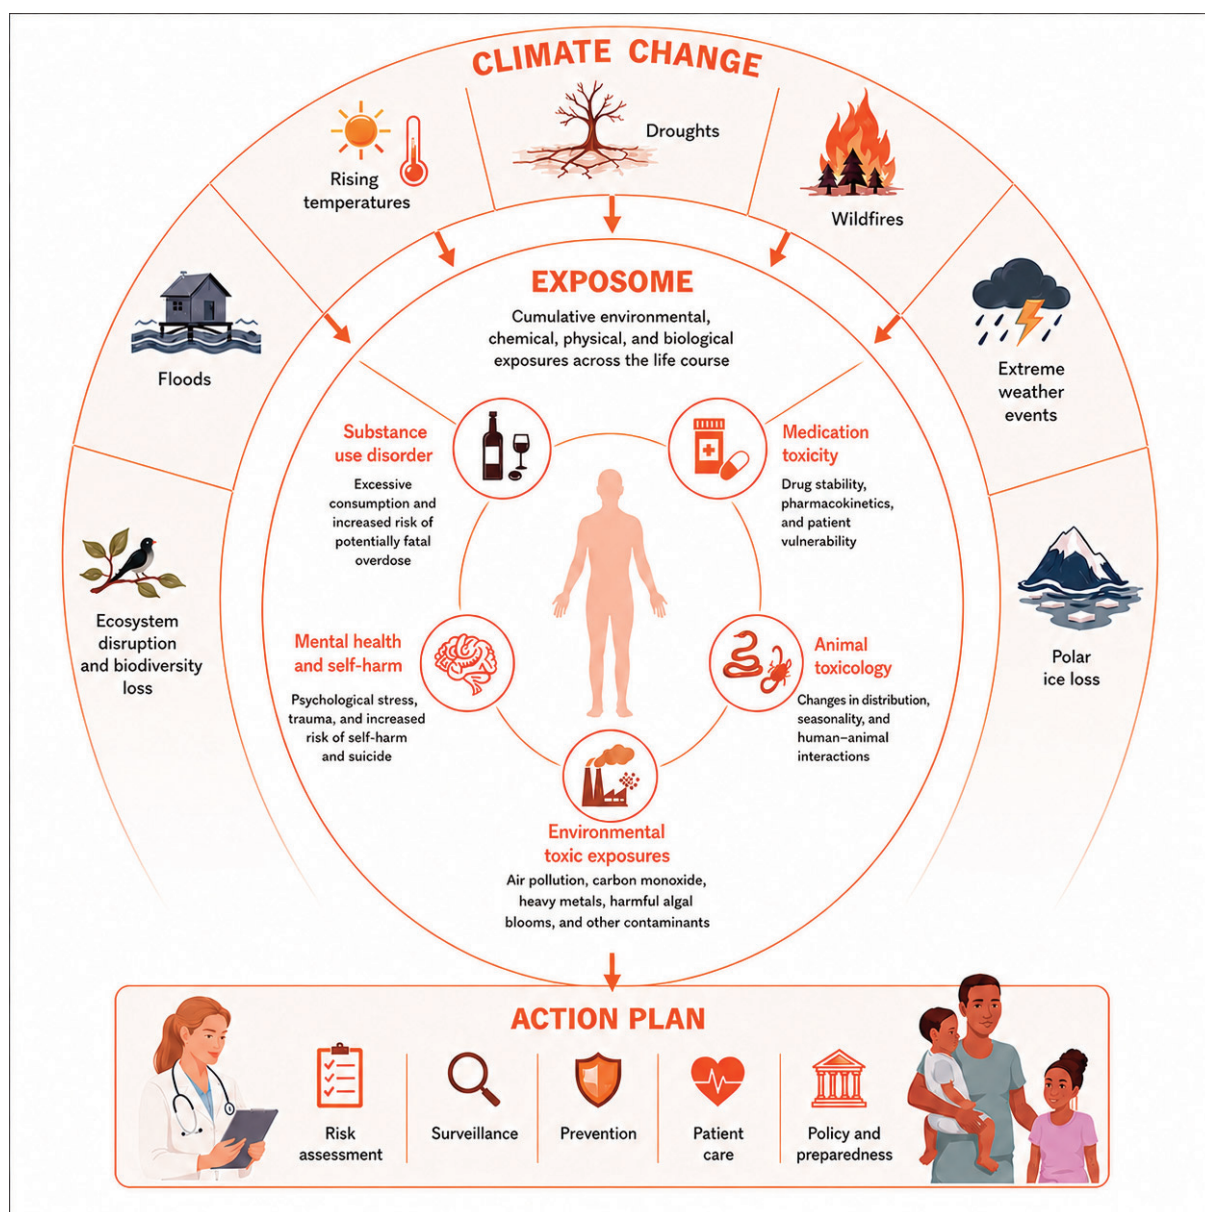 CLIMATE CHANGE
Rising
temperatures
Droughts
Wildfires
Floods
Extreme
weather
events
Ecosystem
disruption
and biodiversity
loss
Polar
ice loss
EXPOSOME
Cumulative environmental,
chemical, physical, and biological
exposures across the life course
Substance
use disorder
Excessive
consumption and
increased risk of
potentially fatal
overdose
Medication
toxicity
Drug stability,
pharmacokinetics,
and patient
vulnerability
Mental health
and self-harm
Psychological stress,
trauma, and increased
risk of self-harm
and suicide
Animal
toxicology
Changes in distribution,
seasonality, and
human–animal
interactions
Environmental
toxic exposures
Air pollution, carbon monoxide,
heavy metals, harmful algal
blooms, and other contaminants
ACTION PLAN
Risk
assessment
Surveillance
Prevention
Patient
care
Policy and
preparedness